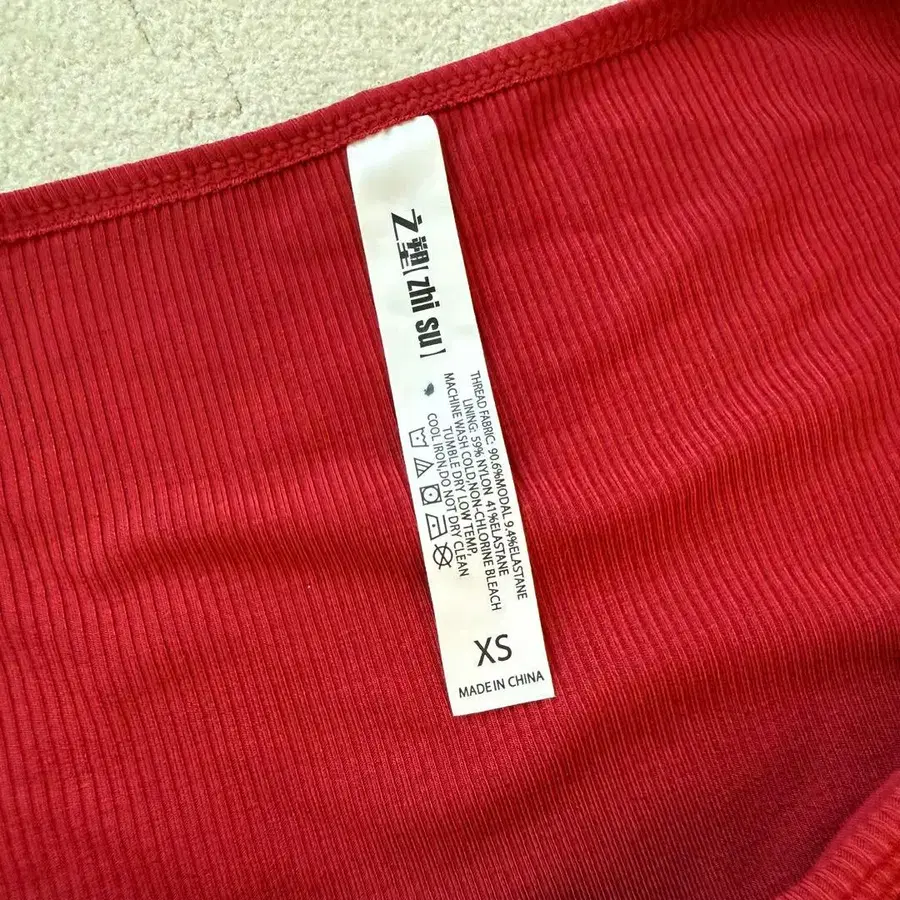 之塑[zhi su]
THREAD FABRIC: 90.6%MODAL 9.4%ELASTANE
LINING: 59% NYLON 41%ELASTANE
MACHINE WASH COLD,NON-CHLORINE BLEACH
TUMBLE DRY LOW TEMP,
COOL IRON,DO NOT DRY CLEAN
XS
MADE IN CHINA